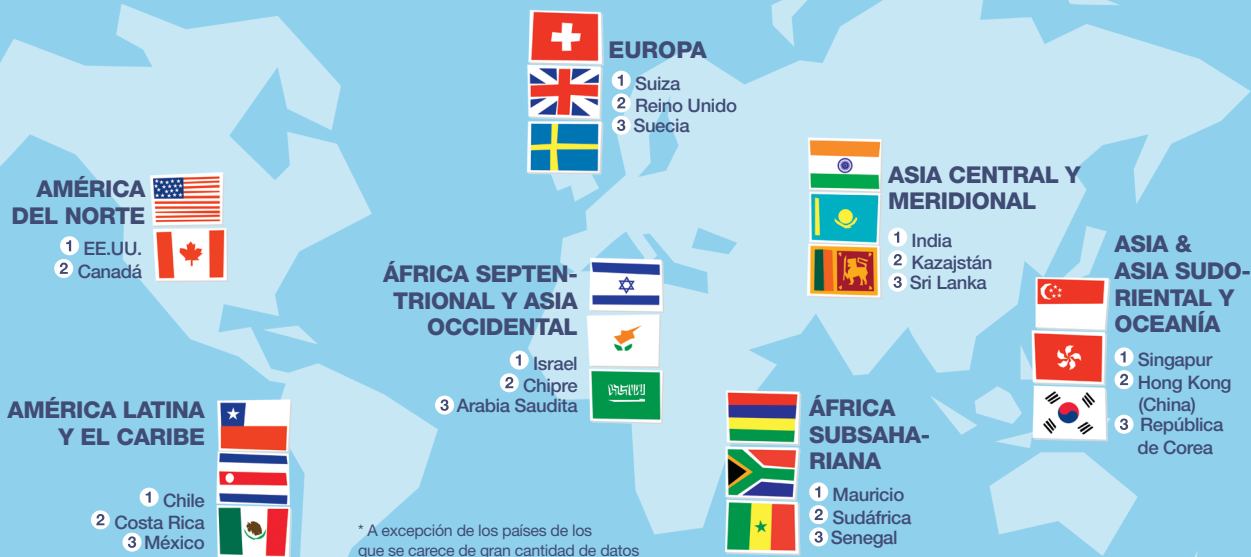 EUROPA
1 Suiza
2 Reino Unido
3 Suecia
AMÉRICA
DEL NORTE
1 EE.UU.
2 Canadá
ASIA CENTRAL Y
MERIDIONAL
1 India
2 Kazajstán
3 Sri Lanka
ÁFRICA SEPTEN-
TRIONAL Y ASIA
OCCIDENTAL
1 Israel
2 Chipre
3 Arabia Saudita
ASIA &
ASIA SUDO-
RIENTAL Y
OCEANÍA
1 Singapur
2 Hong Kong
(China)
3 República
de Corea
AMÉRICA LATINA
Y EL CARIBE
1 Chile
2 Costa Rica
3 México
ÁFRICA
SUBSAHA-
RIANA
1 Mauricio
2 Sudáfrica
3 Senegal
* A excepción de los países de los
que se carece de gran cantidad de datos